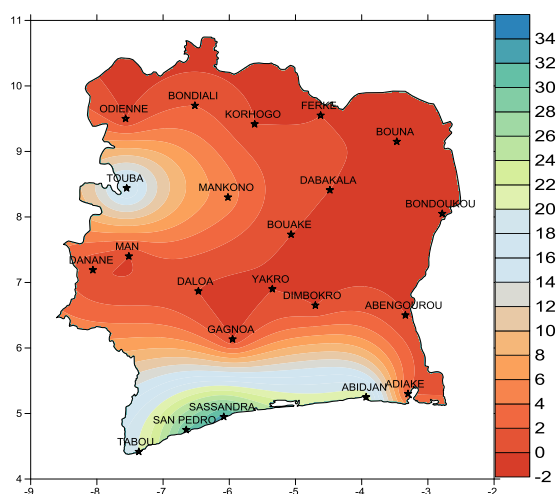 11
10
9
8
7
6
5
4
-9
-8
-7
-6
-5
-4
-3
-2
ODIENNE
BONDIALI
KORHOGO
FERKE
BOUNA
TOUBA
MANKONO
DABAKALA
BONDOUKOU
BOUAKE
MAN
DANANE
DALOA
YAKRO
DIMBOKRO
ABENGOUROU
GAGNOA
ABIDJAN
ADIAKE
SASSANDRA
SAN PEDRO
TABOU
34
32
30
28
26
24
22
20
18
16
14
12
10
8
6
4
2
0
-2